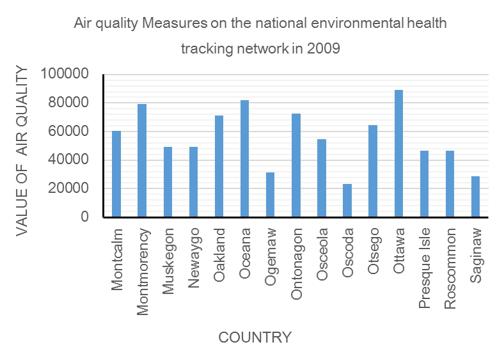 Air quality Measures on the national environmental health
tracking network in 2009
VALUE OF AIR QUALITY
100000
80000
60000
40000
20000
0
Montcalm
Montmorency
Muskegon
Newaygo
Oakland
Oceana
Ogemaw
Ontonagon
Osceola
Oscoda
Otsego
Ottawa
Presque Isle
Roscommon
Saginaw
COUNTRY